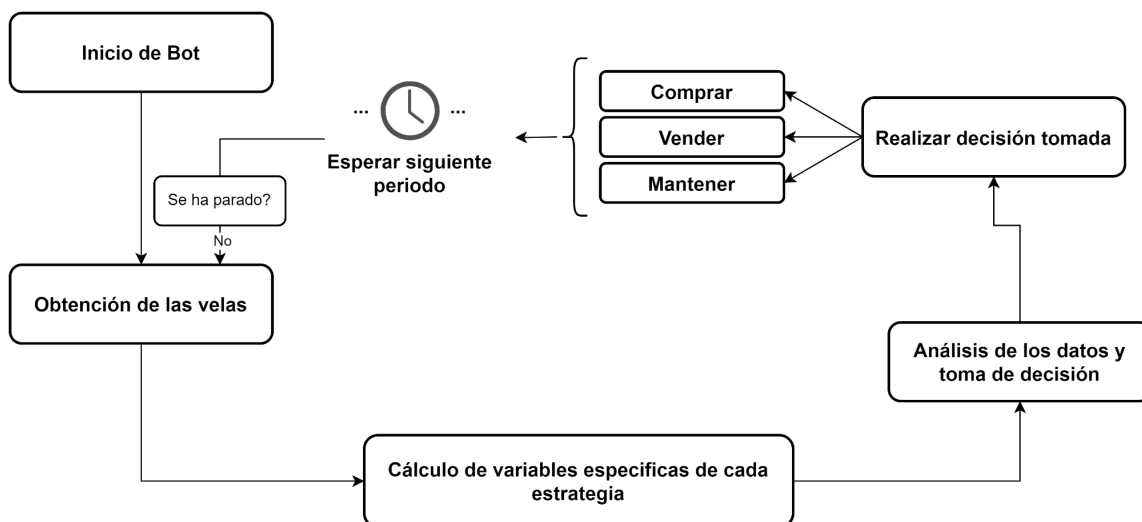 Inicio de Bot
Comprar
Vender
Mantener
Realizar decisión tomada
... ...
Esperar siguiente
periodo
Se ha parado?
No
Obtención de las velas
Análisis de los datos y
toma de decisión
Cálculo de variables especificas de cada
estrategia